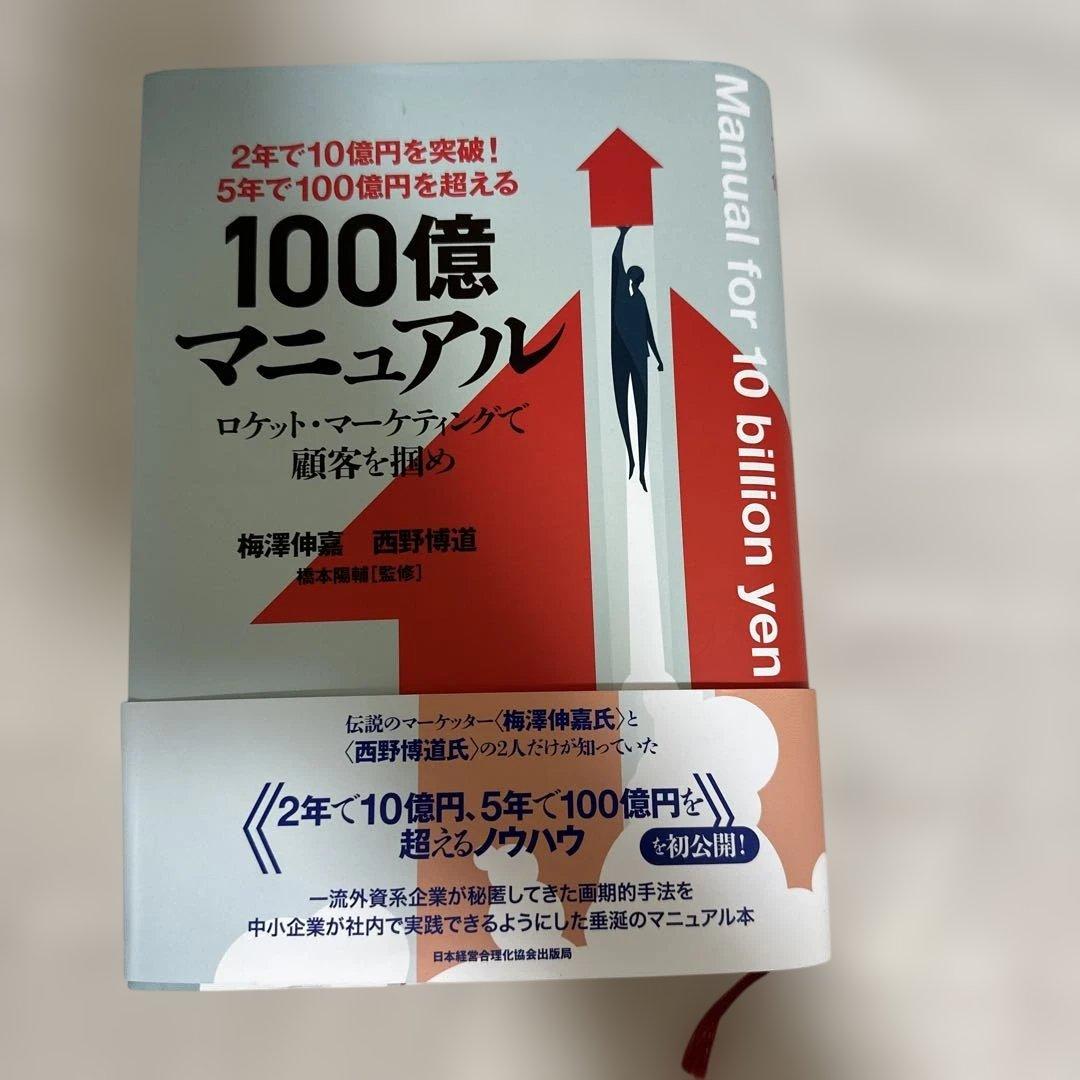 2年で10億円を突破！
5年で100億円を超える
100億
マニュアル
ロケット・マーケティングで
顧客を掴め
梅澤伸嘉　西野博道
橋本陽輔［監修］
Manual for 10 billion yen
伝説のマーケッター〈梅澤伸嘉氏〉と
〈西野博道氏〉の2人だけが知っていた
《2年で10億円、5年で100億円を
超えるノウハウ》を初公開！
一流外資系企業が秘匿してきた画期的手法を
中小企業が社内で実践できるようにした垂涎のマニュアル本
日本経営合理化協会出版局